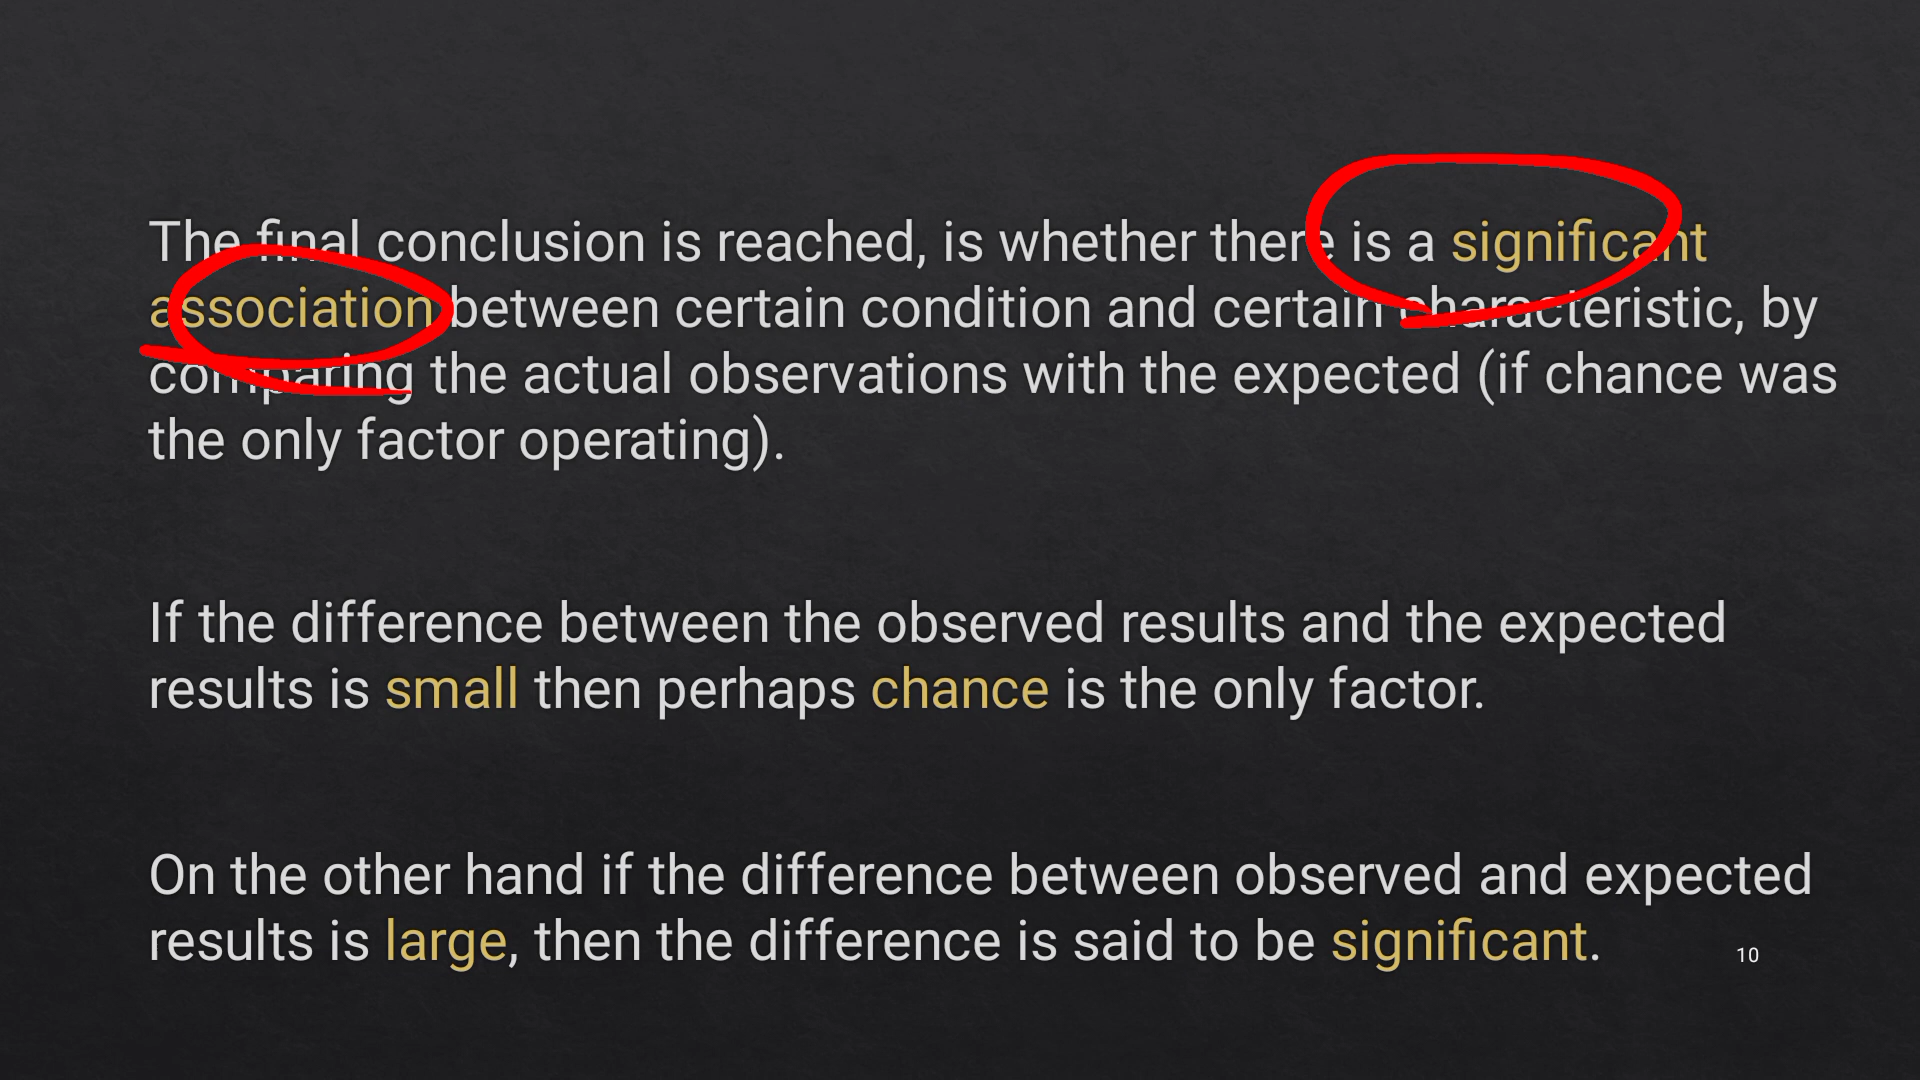 The final conclusion is reached, is whether there is a significant
association between certain condition and certain characteristic, by
comparing the actual observations with the expected (if chance was
the only factor operating).
If the difference between the observed results and the expected
results is small then perhaps chance is the only factor.
On the other hand if the difference between observed and expected
results is large, then the difference is said to be significant.
10